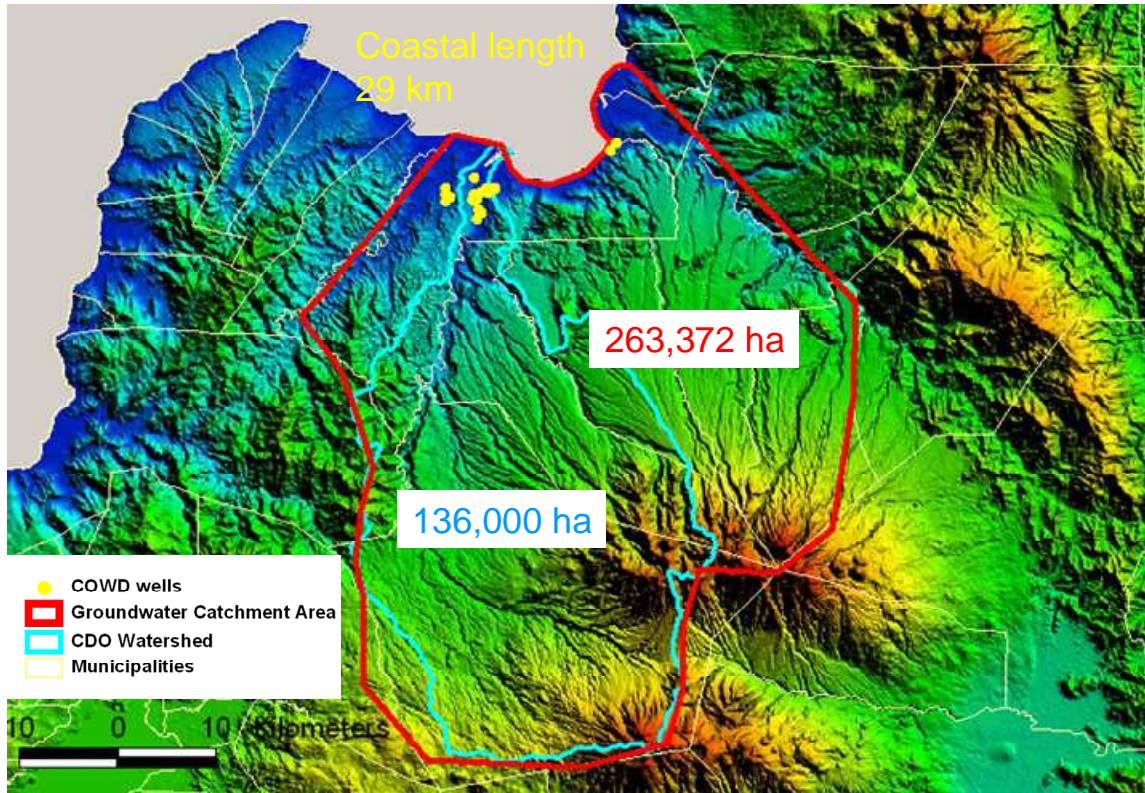 Coastal length
29 km
263,372 ha
136,000 ha
COWD wells
Groundwater Catchment Area
CDO Watershed
Municipalities
10 0 10 Kilometers